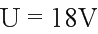 U = 18V